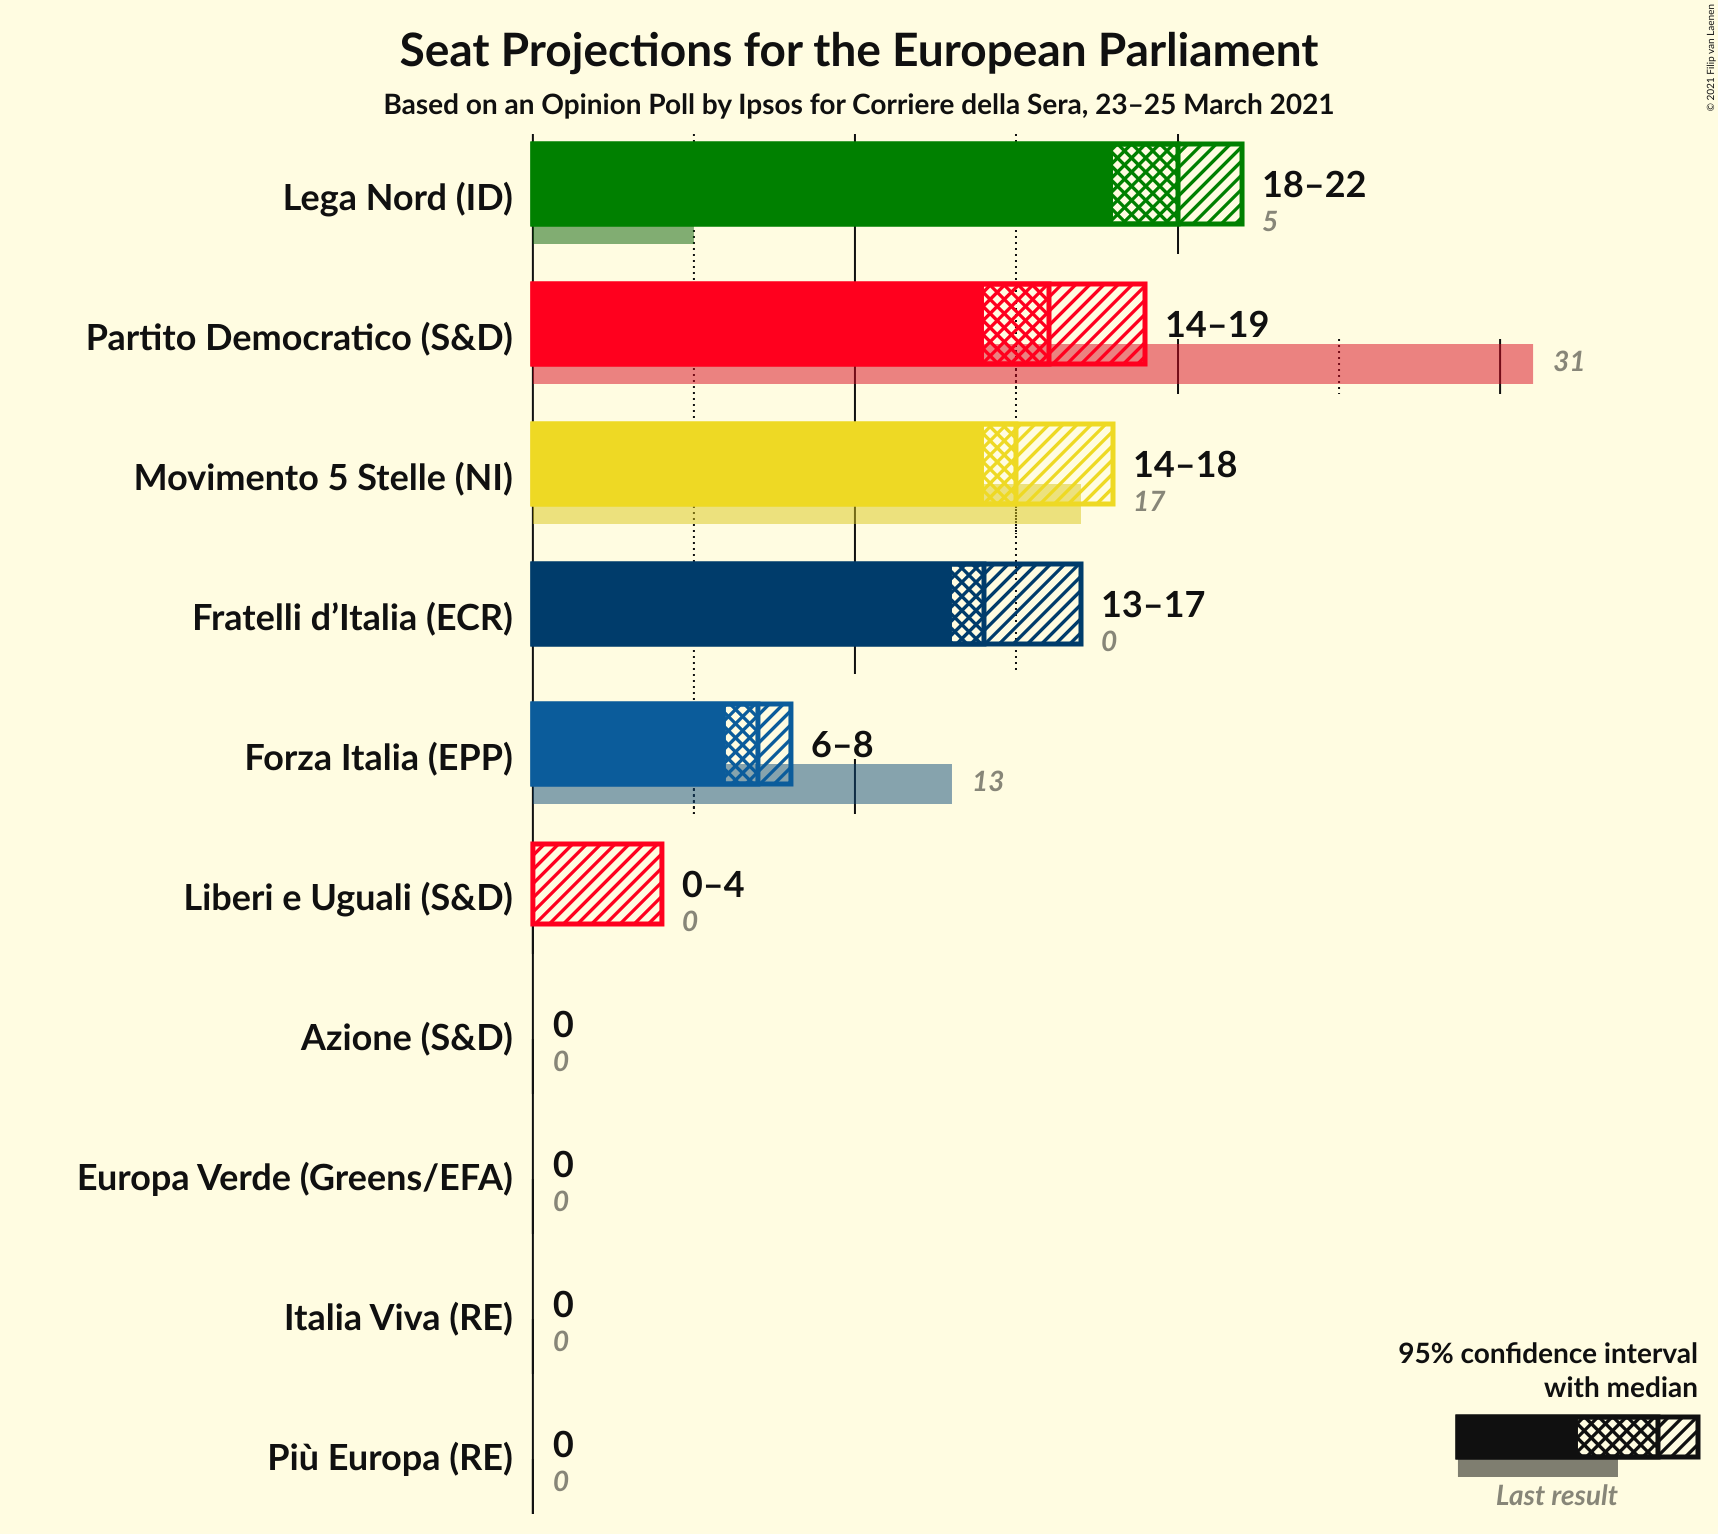 Seat Projections for the European Parliament
Based on an Opinion Poll by Ipsos for Corriere della Sera, 23–25 March 2021
© 2021 Filip van Laenen
Lega Nord (ID)
18–22
5
Partito Democratico (S&D)
14–19
31
Movimento 5 Stelle (NI)
14–18
17
Fratelli d’Italia (ECR)
13–17
0
Forza Italia (EPP)
6–8
13
Liberi e Uguali (S&D)
0–4
0
Azione (S&D)
0
0
Europa Verde (Greens/EFA)
0
0
Italia Viva (RE)
0
0
Più Europa (RE)
0
0
95% confidence interval
with median
Last result